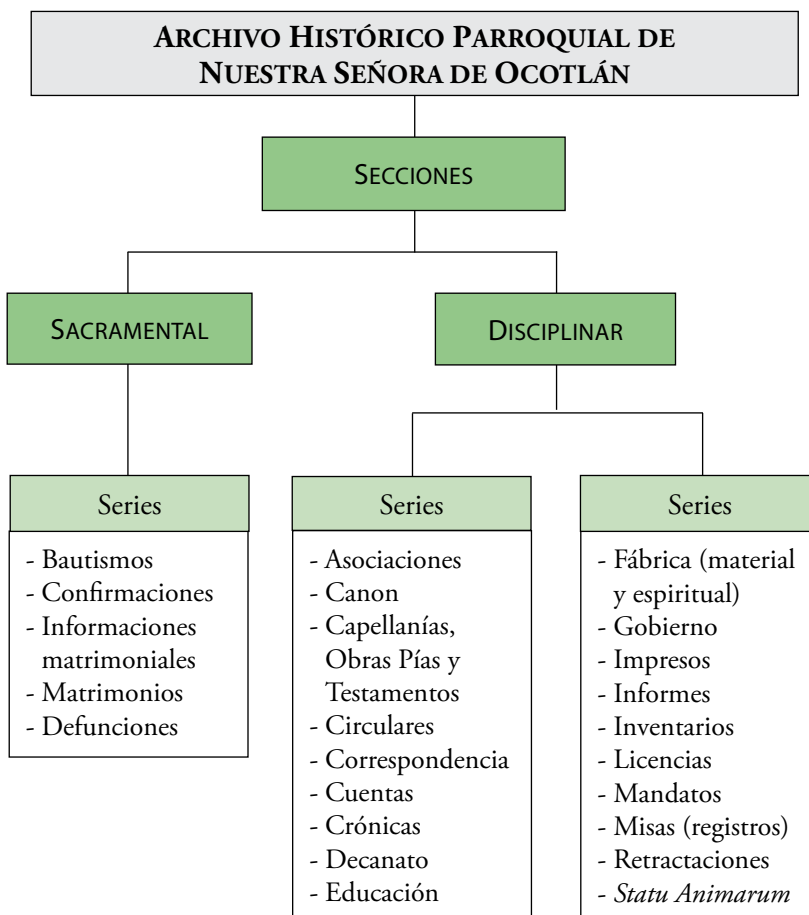 ARCHIVO HISTÓRICO PARROQUIAL DE
NUESTRA SEÑORA DE OCOTLÁN
SECCIONES
SACRAMENTAL
DISCIPLINAR
Series
- Bautismos
- Confirmaciones
- Informaciones
matrimoniales
- Matrimonios
- Defunciones
Series
- Asociaciones
- Canon
- Capellanías,
Obras Pías y
Testamentos
- Circulares
- Correspondencia
- Cuentas
- Crónicas
- Decanato
- Educación
Series
- Fábrica (material
y espiritual)
- Gobierno
- Impresos
- Informes
- Inventarios
- Licencias
- Mandatos
- Misas (registros)
- Retractaciones
- Statu Animarum